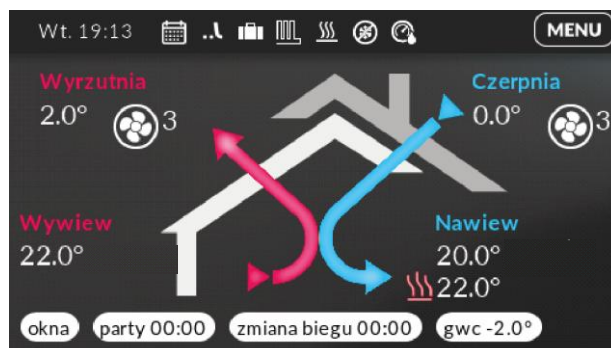 Wt. 19:13 MENU
Wyrzutnia Czerpnia
2.0° 3 0.0° 3
Wywiew Nawiew
22.0° 20.0°
22.0°
okna party 00:00 zmiana biegu 00:00 gwc -2.0°